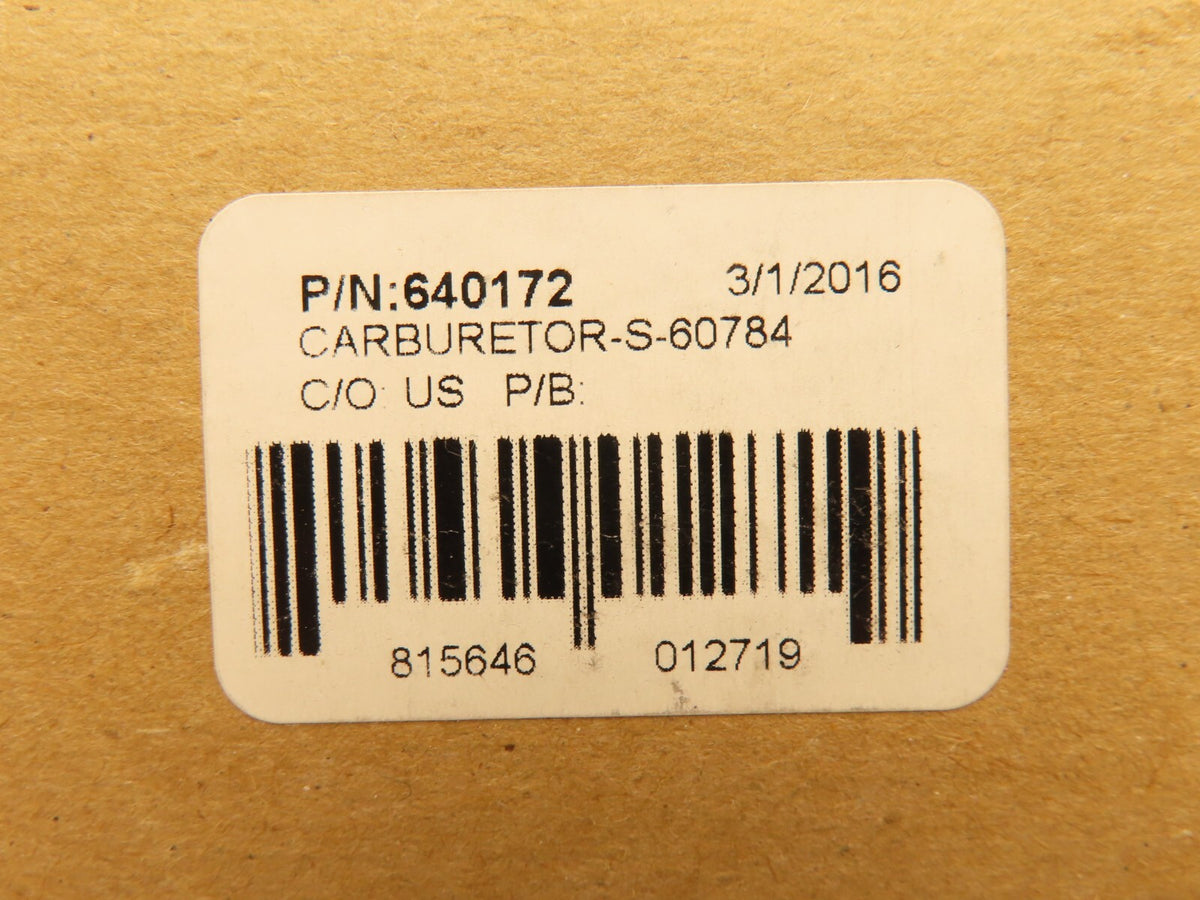 P/N:640172 3/1/2016
CARBURETOR-S-60784
C/O: US P/B:
815646 012719